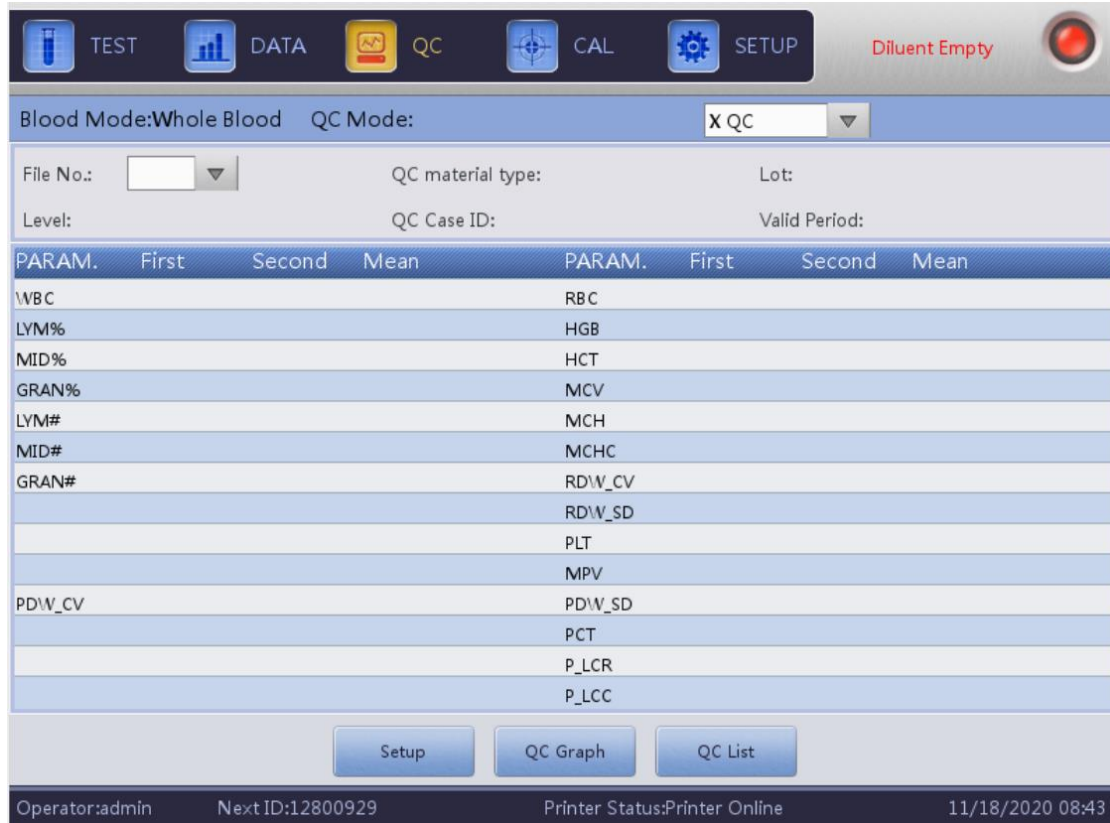 TEST DATA QC CAL SETUP Diluent Empty
Blood Mode:Whole Blood QC Mode: X QC
File No.: QC material type: Lot:
Level: QC Case ID: Valid Period:
PARAM. First Second Mean PARAM. First Second Mean
WBC RBC
LYM% HGB
MID% HCT
GRAN% MCV
LYM# MCH
MID# MCHC
GRAN# RDW_CV
RDW_SD
PLT
MPV
PDW_CV PDW_SD
PCT
P_LCR
P_LCC
Setup QC Graph QC List
Operator:admin Next ID:12800929 Printer Status:Printer Online 11/18/2020 08:43